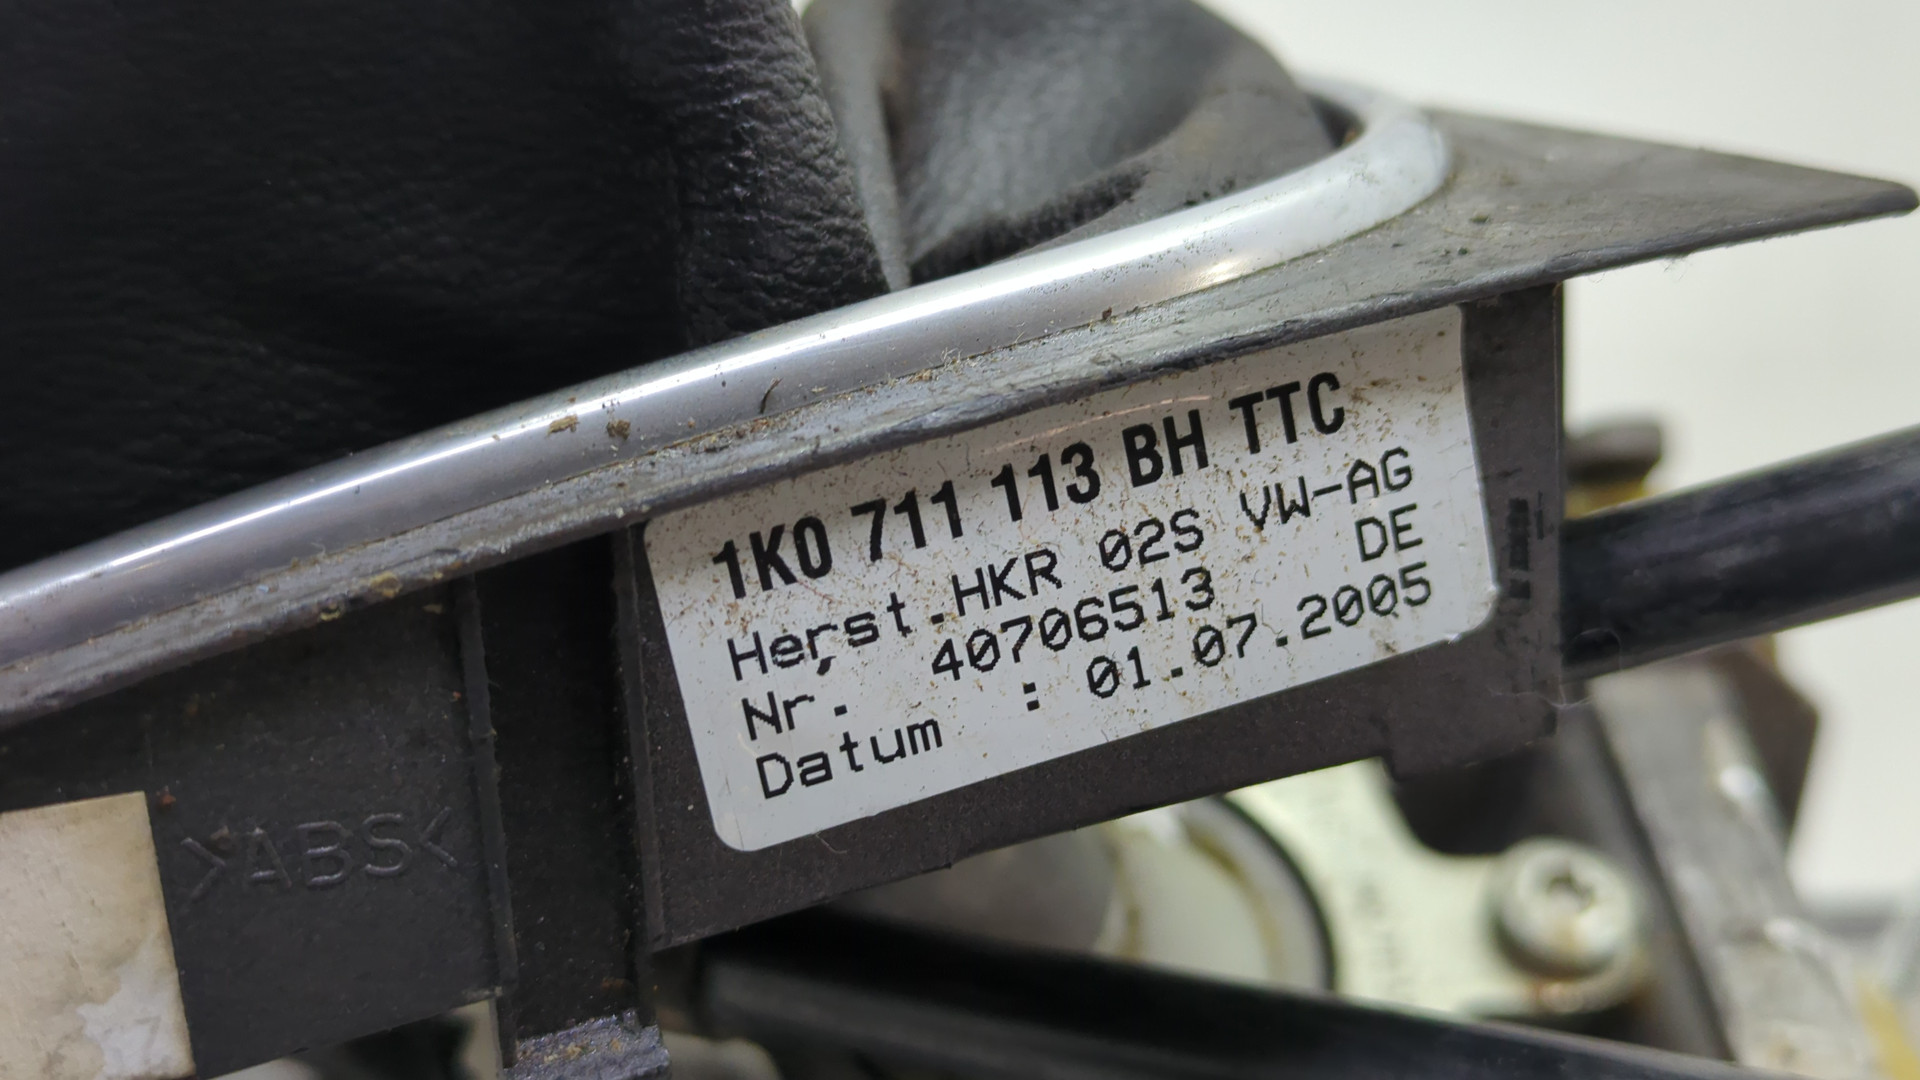 1K0 711 113 BH TTC
Herst.HKR 02S VW-AG
Nr. 40706513 DE
Datum : 01.07.2005
>ABS<